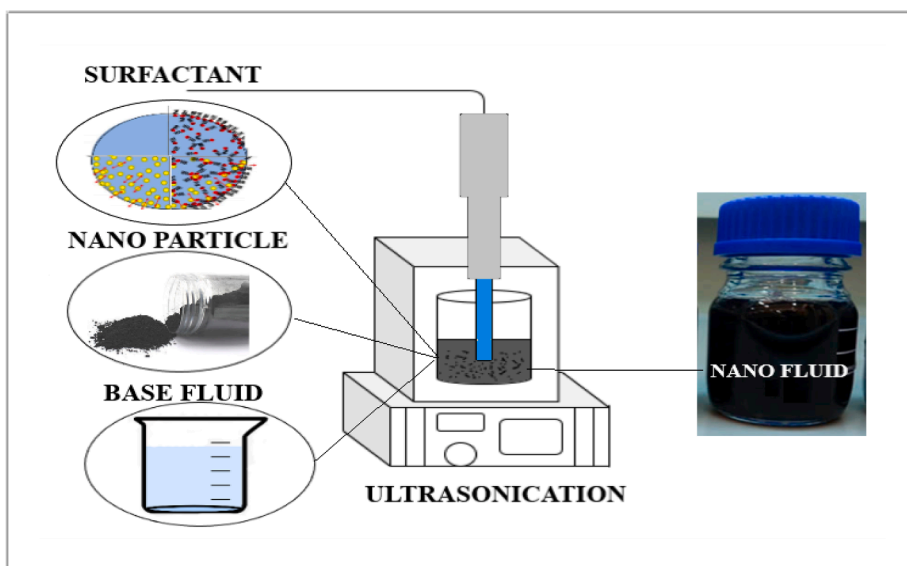 SURFACTANT
NANO PARTICLE
BASE FLUID
ULTRASONICATION
NANO FLUID